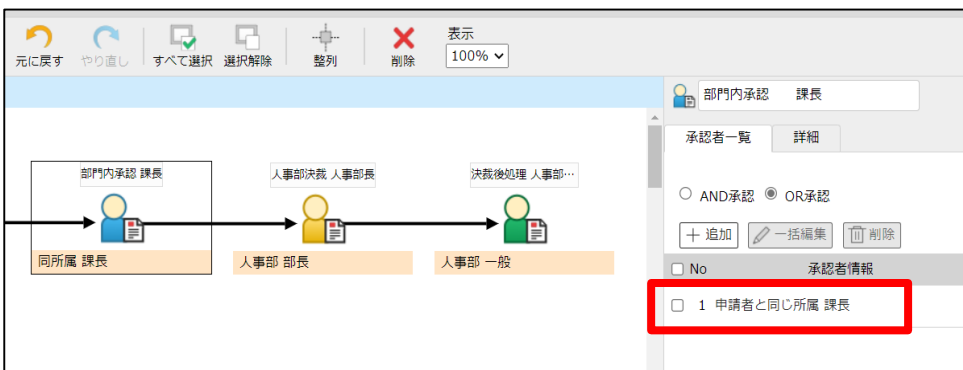 元に戻す やり直し すべて選択 選択解除 整列 削除
表示
100%
部門内承認 課長
承認者一覧 詳細
部門内承認 課長 人事部決裁 人事部長 決裁後処理 人事部…
AND承認 OR承認
追加 一括編集 削除
同所属 課長 人事部 部長 人事部 一般
No 承認者情報
1 申請者と同じ所属 課長